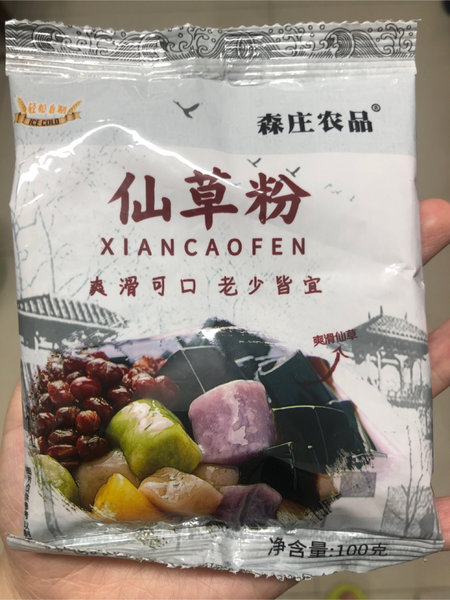 轻松自制
ICE COLD
森庄农品®
仙草粉
XIANCAOFEN
爽滑可口 老少皆宜
爽滑仙草
净含量:100克